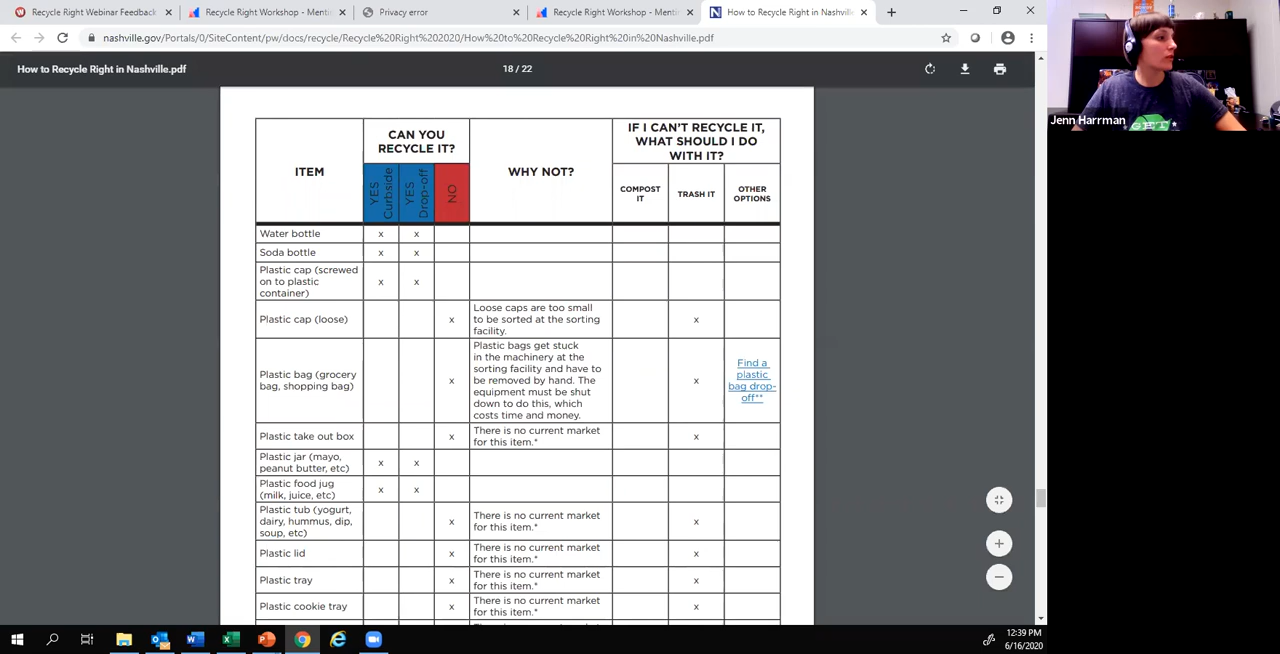 Recycle Right Webinar Feedback
Recycle Right Workshop - Menti
Privacy error
Recycle Right Workshop - Menti
How to Recycle Right in Nashville
nashville.gov/Portals/0/SiteContent/pw/docs/recycle/Recycle%20Right%202020/How%20to%20Recycle%20Right%20in%20Nashville.pdf
How to Recycle Right in Nashville.pdf
18 / 22
Jenn Harrman
GET
ITEM
CAN YOU
RECYCLE IT?
YES
Curbside
YES
Drop-off
NO
WHY NOT?
IF I CAN'T RECYCLE IT,
WHAT SHOULD I DO
WITH IT?
COMPOST
IT
TRASH IT
OTHER
OPTIONS
Water bottle x x
Soda bottle x x
Plastic cap (screwed
on to plastic
container)
x x
Plastic cap (loose)
x
Loose caps are too small
to be sorted at the sorting
facility.
x
Plastic bag (grocery
bag, shopping bag)
x
Plastic bags get stuck
in the machinery at the
sorting facility and have to
be removed by hand. The
equipment must be shut
down to do this, which
costs time and money.
x
Find a
plastic
bag drop-
off**
Plastic take out box
x
There is no current market
for this item.*
x
Plastic jar (mayo,
peanut butter, etc)
x x
Plastic food jug
(milk, juice, etc)
x x
Plastic tub (yogurt,
dairy, hummus, dip,
soup, etc)
x
There is no current market
for this item.*
x
Plastic lid
x
There is no current market
for this item.*
x
Plastic tray
x
There is no current market
for this item.*
x
Plastic cookie tray
x
There is no current market
for this item.*
x
12:39 PM
6/16/2020